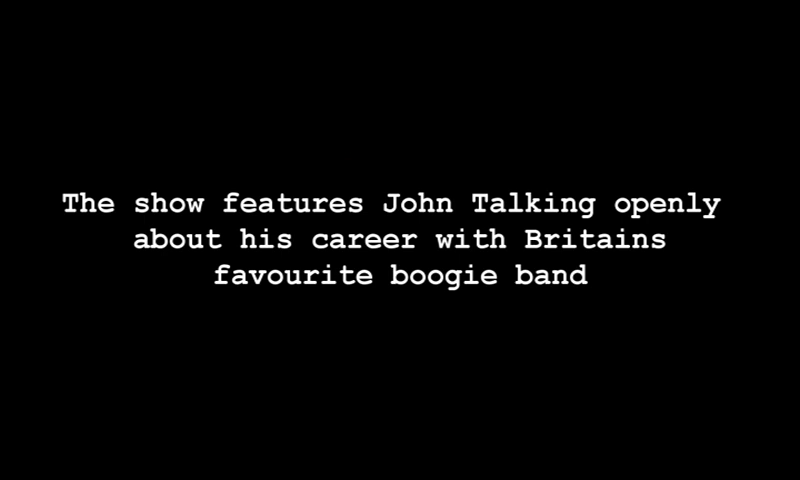 The show features John Talking openly
about his career with Britains
favourite boogie band